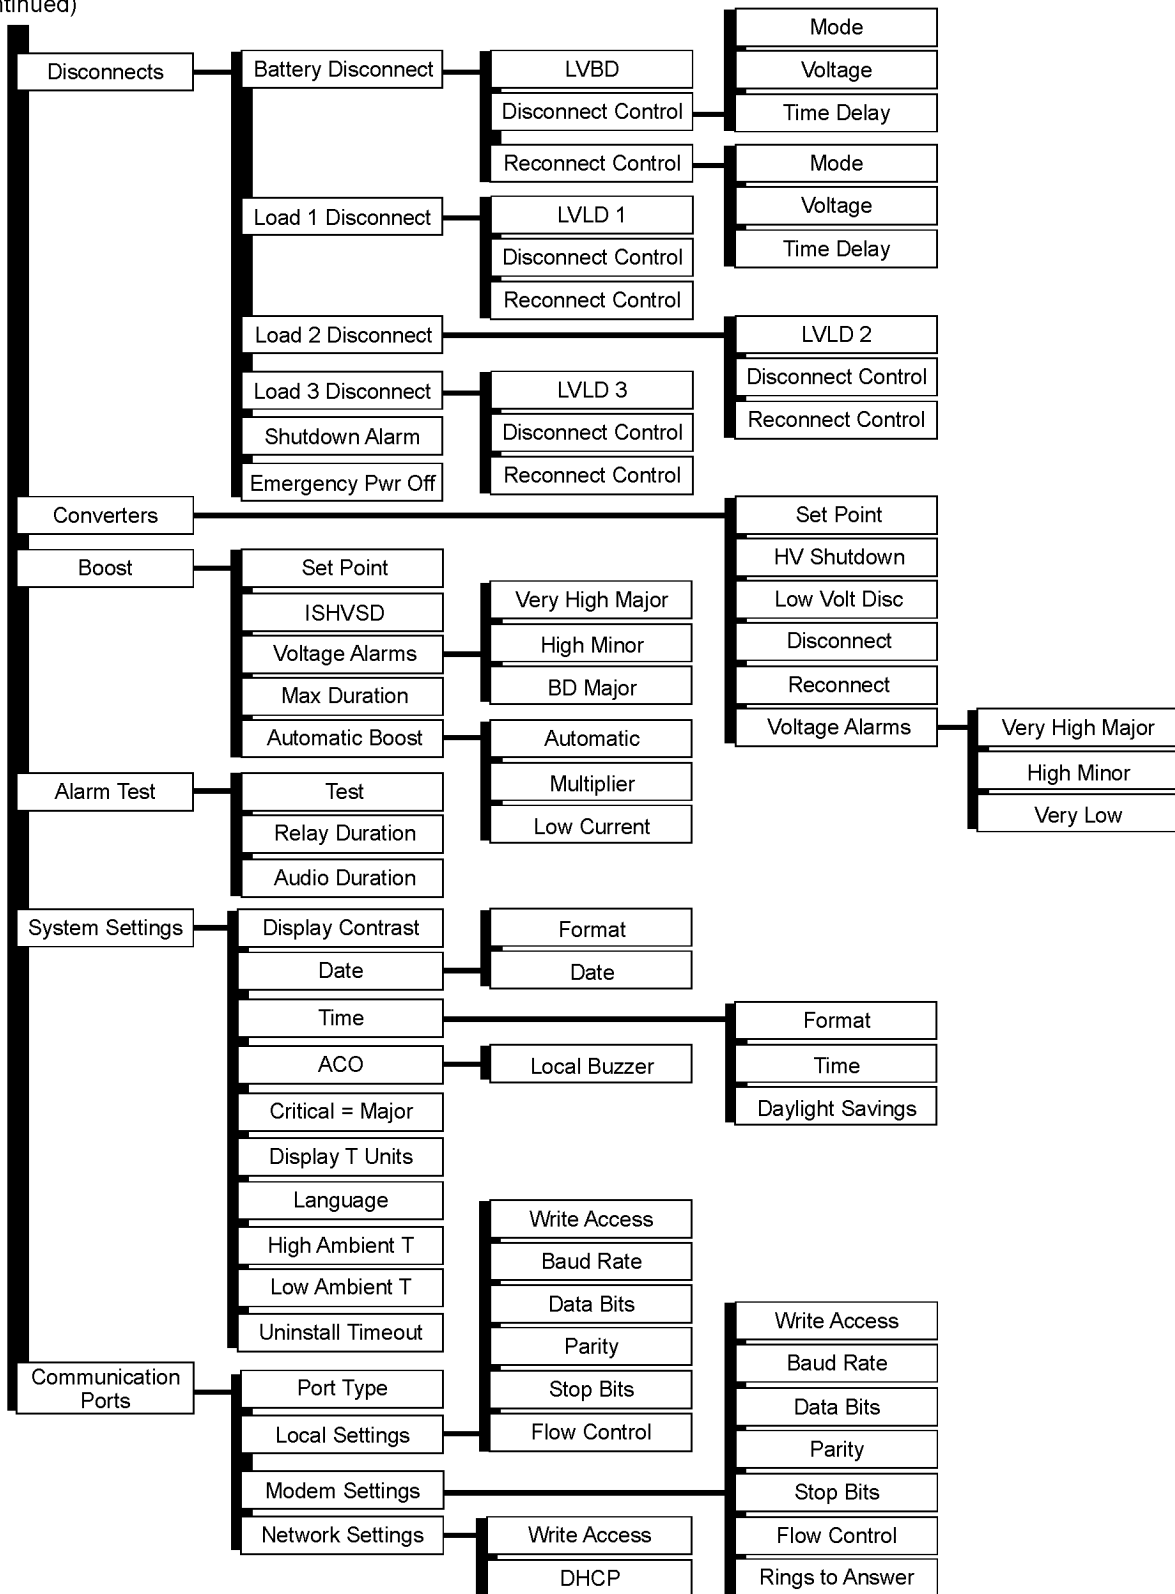 ntinued)
Disconnects
Battery Disconnect
LVBD
Disconnect Control
Mode
Voltage
Time Delay
Reconnect Control
Mode
Voltage
Time Delay
Load 1 Disconnect
LVLD 1
Disconnect Control
Reconnect Control
Load 2 Disconnect
LVLD 2
Disconnect Control
Reconnect Control
Load 3 Disconnect
LVLD 3
Disconnect Control
Reconnect Control
Shutdown Alarm
Emergency Pwr Off
Converters
Set Point
HV Shutdown
Low Volt Disc
Disconnect
Reconnect
Voltage Alarms
Very High Major
High Minor
Very Low
Boost
Set Point
ISHVSD
Voltage Alarms
Very High Major
High Minor
BD Major
Max Duration
Automatic Boost
Automatic
Multiplier
Low Current
Alarm Test
Test
Relay Duration
Audio Duration
System Settings
Display Contrast
Date
Format
Date
Time
Format
Time
Daylight Savings
ACO
Local Buzzer
Critical = Major
Display T Units
Language
High Ambient T
Low Ambient T
Uninstall Timeout
Communication
Ports
Port Type
Local Settings
Write Access
Baud Rate
Data Bits
Parity
Stop Bits
Flow Control
Modem Settings
Write Access
Baud Rate
Data Bits
Parity
Stop Bits
Flow Control
Rings to Answer
Network Settings
Write Access
DHCP